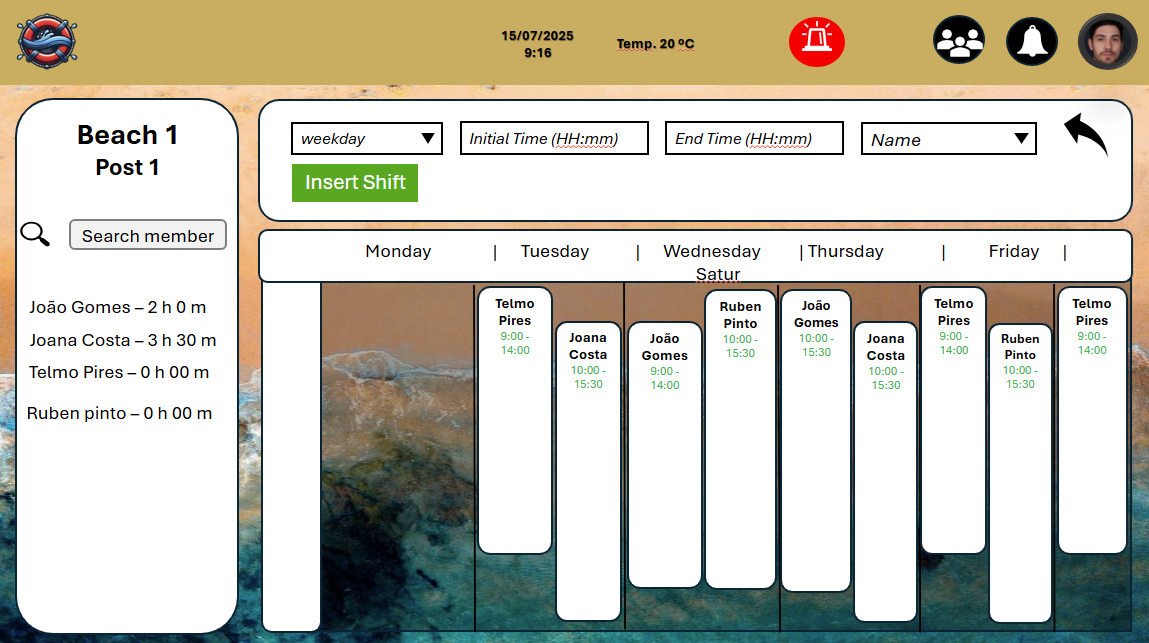 15/07/2025
9:16
Temp. 20 ºC
Beach 1
Post 1
Search member
João Gomes – 2 h 0 m
Joana Costa – 3 h 30 m
Telmo Pires – 0 h 00 m
Ruben pinto – 0 h 00 m
weekday
Initial Time (HH:mm)
End Time (HH:mm)
Name
Insert Shift
Monday | Tuesday | Wednesday | Thursday | Friday |
Satur
Telmo
Pires
9:00 -
14:00
Joana
Costa
10:00 -
15:30
João
Gomes
9:00 -
14:00
Ruben
Pinto
10:00 -
15:30
João
Gomes
10:00 -
15:30
Joana
Costa
10:00 -
15:30
Telmo
Pires
9:00 -
14:00
Ruben
Pinto
10:00 -
15:30
Telmo
Pires
9:00 -
14:00